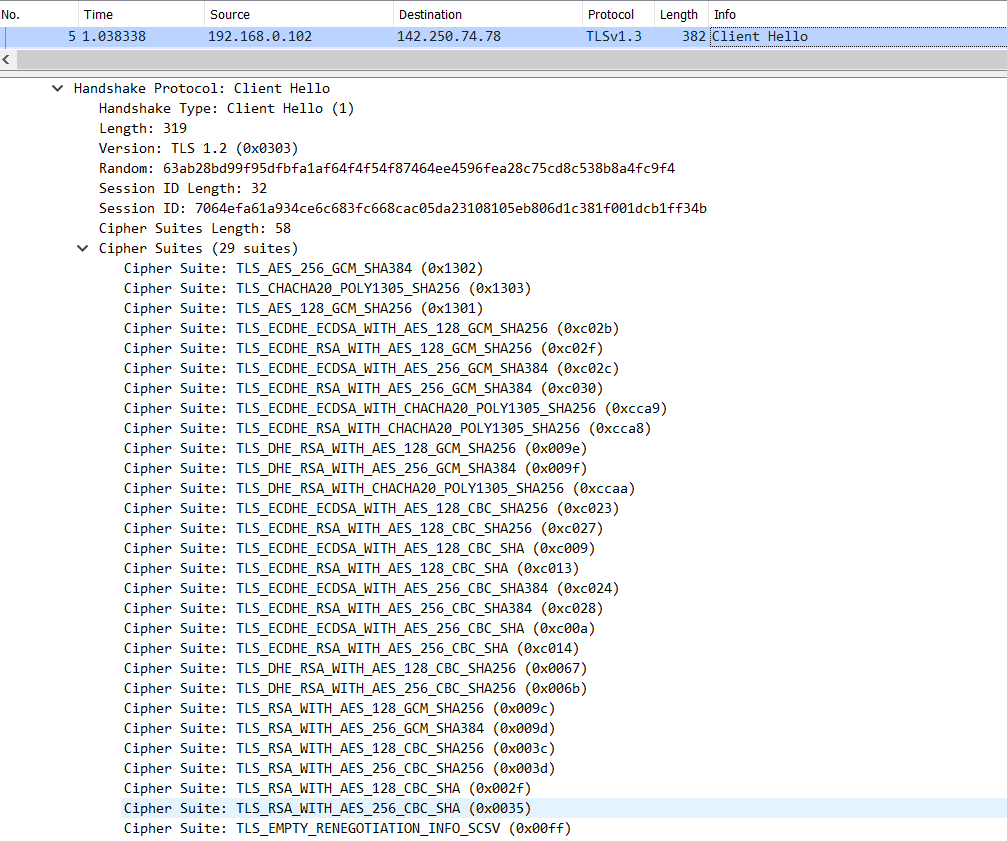 No. Time Source Destination Protocol Length Info
5 1.038338 192.168.0.102 142.250.74.78 TLSv1.3 382 Client Hello
Handshake Protocol: Client Hello
Handshake Type: Client Hello (1)
Length: 319
Version: TLS 1.2 (0x0303)
Random: 63ab28bd99f95dfbfa1af64f4f54f87464ee4596fea28c75cd8c538b8a4fc9f4
Session ID Length: 32
Session ID: 7064efa61a934ce6c683fc668cac05da23108105eb806d1c381f001dcb1ff34b
Cipher Suites Length: 58
Cipher Suites (29 suites)
Cipher Suite: TLS_AES_256_GCM_SHA384 (0x1302)
Cipher Suite: TLS_CHACHA20_POLY1305_SHA256 (0x1303)
Cipher Suite: TLS_AES_128_GCM_SHA256 (0x1301)
Cipher Suite: TLS_ECDHE_ECDSA_WITH_AES_128_GCM_SHA256 (0xc02b)
Cipher Suite: TLS_ECDHE_RSA_WITH_AES_128_GCM_SHA256 (0xc02f)
Cipher Suite: TLS_ECDHE_ECDSA_WITH_AES_256_GCM_SHA384 (0xc02c)
Cipher Suite: TLS_ECDHE_RSA_WITH_AES_256_GCM_SHA384 (0xc030)
Cipher Suite: TLS_ECDHE_ECDSA_WITH_CHACHA20_POLY1305_SHA256 (0xcca9)
Cipher Suite: TLS_ECDHE_RSA_WITH_CHACHA20_POLY1305_SHA256 (0xcca8)
Cipher Suite: TLS_DHE_RSA_WITH_AES_128_GCM_SHA256 (0x009e)
Cipher Suite: TLS_DHE_RSA_WITH_AES_256_GCM_SHA384 (0x009f)
Cipher Suite: TLS_DHE_RSA_WITH_CHACHA20_POLY1305_SHA256 (0xccaa)
Cipher Suite: TLS_ECDHE_ECDSA_WITH_AES_128_CBC_SHA256 (0xc023)
Cipher Suite: TLS_ECDHE_RSA_WITH_AES_128_CBC_SHA256 (0xc027)
Cipher Suite: TLS_ECDHE_ECDSA_WITH_AES_128_CBC_SHA (0xc009)
Cipher Suite: TLS_ECDHE_RSA_WITH_AES_128_CBC_SHA (0xc013)
Cipher Suite: TLS_ECDHE_ECDSA_WITH_AES_256_CBC_SHA384 (0xc024)
Cipher Suite: TLS_ECDHE_RSA_WITH_AES_256_CBC_SHA384 (0xc028)
Cipher Suite: TLS_ECDHE_ECDSA_WITH_AES_256_CBC_SHA (0xc00a)
Cipher Suite: TLS_ECDHE_RSA_WITH_AES_256_CBC_SHA (0xc014)
Cipher Suite: TLS_DHE_RSA_WITH_AES_128_CBC_SHA256 (0x0067)
Cipher Suite: TLS_DHE_RSA_WITH_AES_256_CBC_SHA256 (0x006b)
Cipher Suite: TLS_RSA_WITH_AES_128_GCM_SHA256 (0x009c)
Cipher Suite: TLS_RSA_WITH_AES_256_GCM_SHA384 (0x009d)
Cipher Suite: TLS_RSA_WITH_AES_128_CBC_SHA256 (0x003c)
Cipher Suite: TLS_RSA_WITH_AES_256_CBC_SHA256 (0x003d)
Cipher Suite: TLS_RSA_WITH_AES_128_CBC_SHA (0x002f)
Cipher Suite: TLS_RSA_WITH_AES_256_CBC_SHA (0x0035)
Cipher Suite: TLS_EMPTY_RENEGOTIATION_INFO_SCSV (0x00ff)